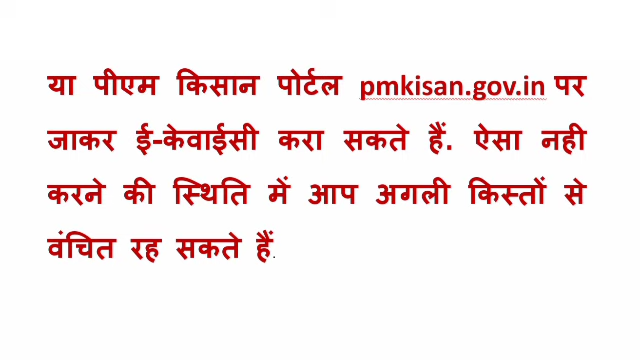 या पीएम किसान पोर्टल pmkisan.gov.in पर
जाकर ई-केवाईसी करा सकते हैं. ऐसा नही
करने की स्थिति में आप अगली किस्तों से
वंचित रह सकते हैं.